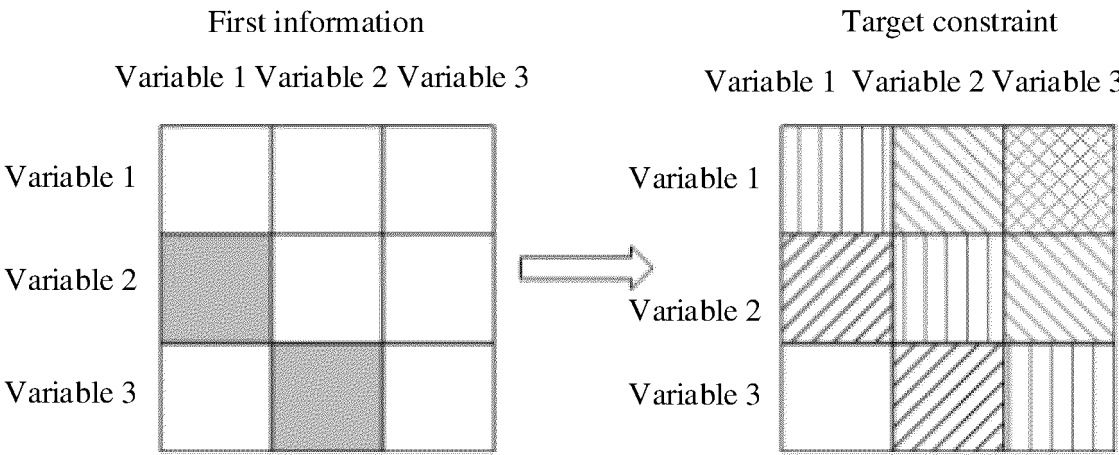 First information
Target constraint
Variable 1 Variable 2 Variable 3
Variable 1 Variable 2 Variable 3
Variable 1
Variable 1
Variable 2
Variable 2
Variable 3
Variable 3